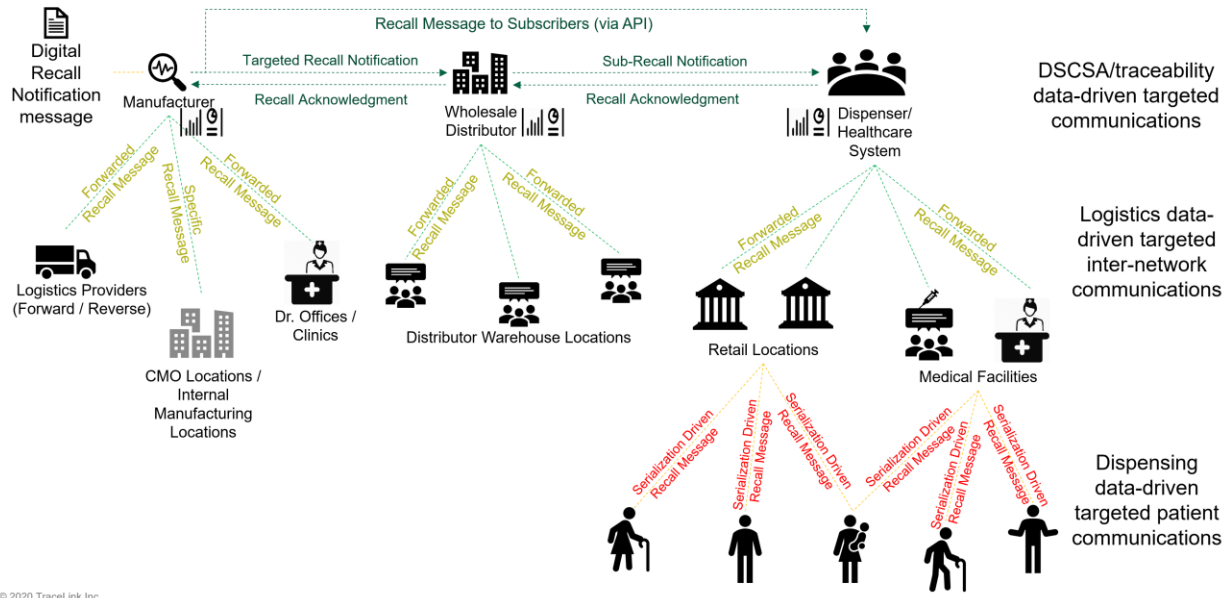 Recall Message to Subscribers (via API)
Digital
Recall
Notification
message
Manufacturer
Targeted Recall Notification
Recall Acknowledgment
Wholesale
Distributor
Sub-Recall Notification
Recall Acknowledgment
Dispenser/
Healthcare
System
DSCSA/traceability
data-driven targeted
communications
Forwarded
Recall Message
Specific
Recall Message
Forwarded
Recall Message
Forwarded
Recall Message
Forwarded
Recall Message
Forwarded
Recall Message
Forwarded
Recall Message
Logistics data-
driven targeted
inter-network
communications
Logistics Providers
(Forward / Reverse)
CMO Locations /
Internal
Manufacturing
Locations
Dr. Offices /
Clinics
Distributor Warehouse Locations
Retail Locations
Medical Facilities
Serialization Driven
Recall Message
Serialization Driven
Recall Message
Serialization Driven
Recall Message
Serialization Driven
Recall Message
Serialization Driven
Recall Message
Serialization Driven
Recall Message
Dispensing
data-driven
targeted patient
communications
© 2020 TraceLink Inc